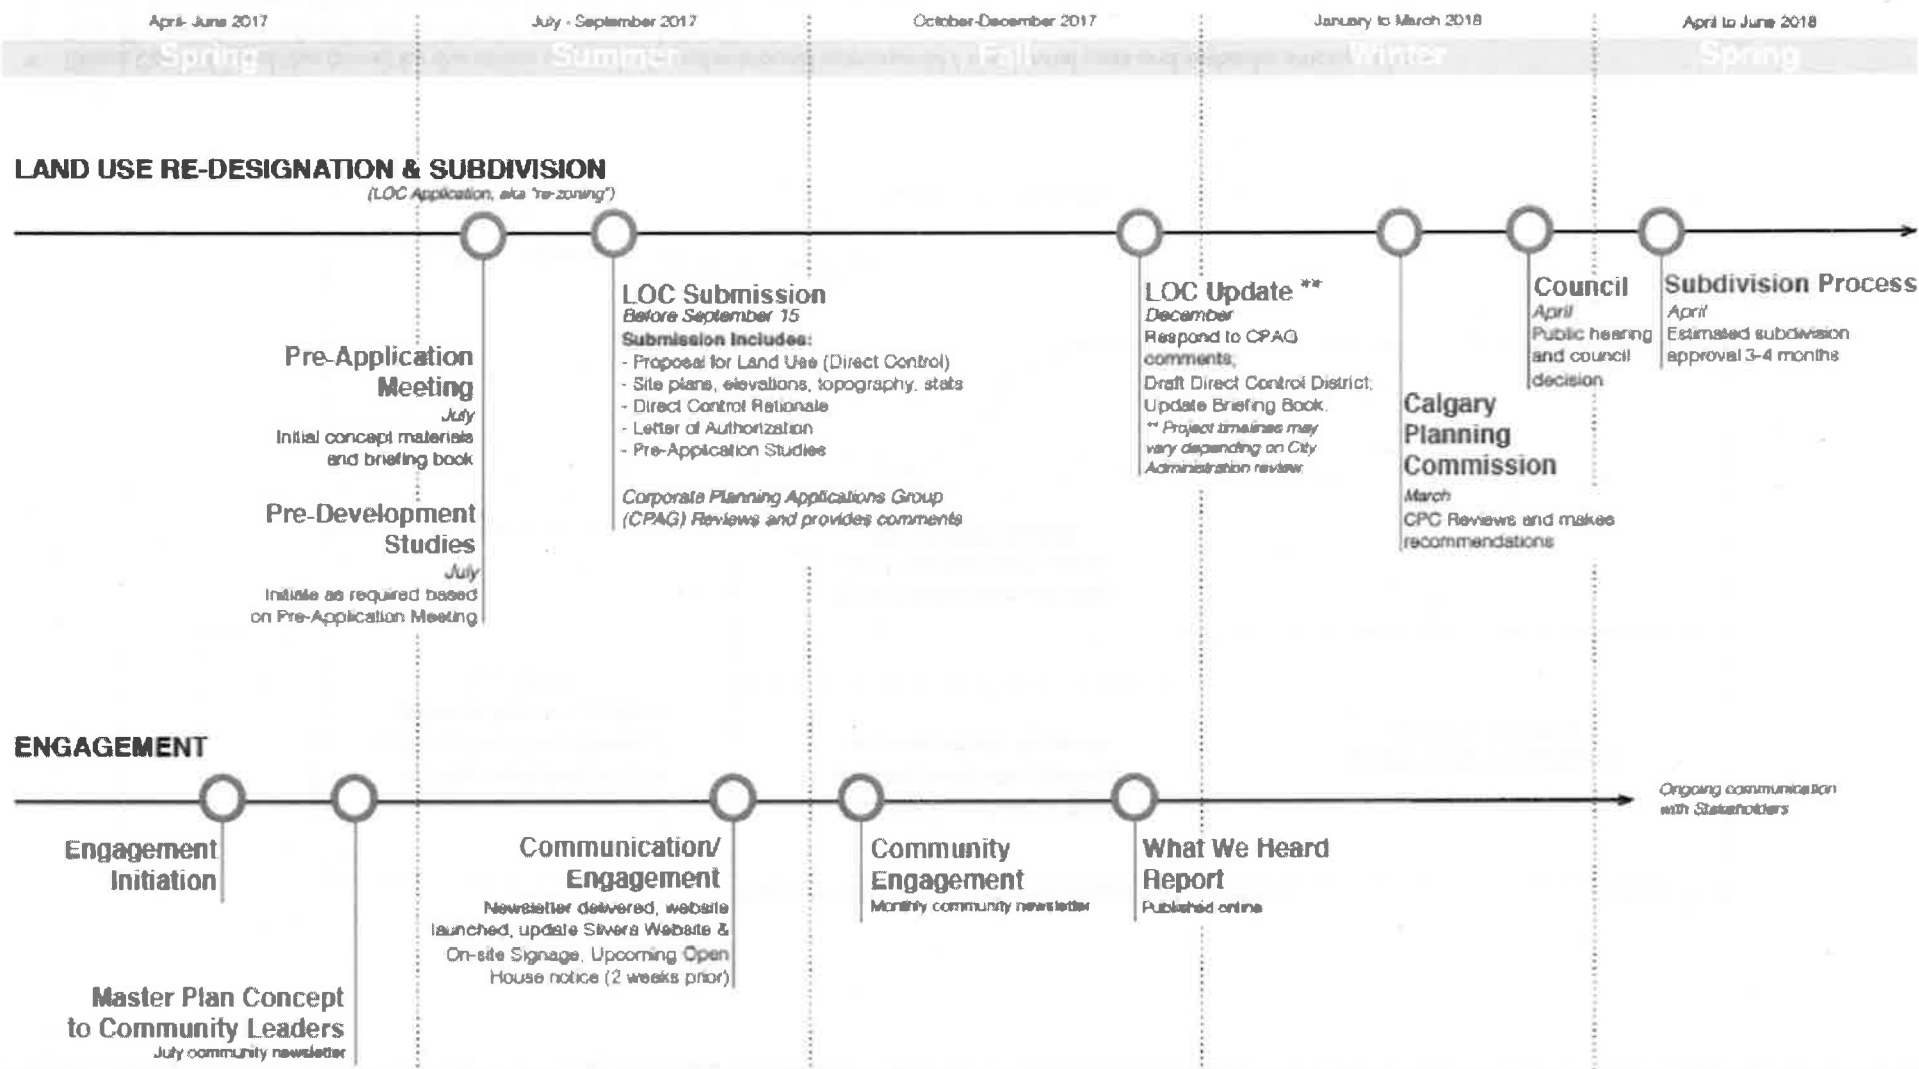 April- June 2017
July - September 2017
October-December 2017
January to March 2018
April to June 2018
Spring
Summer
Fall
Winter
Spring
LAND USE RE-DESIGNATION & SUBDIVISION
(LOC Application, aka "re-zoning")
Pre-Application
Meeting
July
Initial concept materials
and briefing book
Pre-Development
Studies
July
Initiate as required based
on Pre-Application Meeting
LOC Submission
Before September 15
Submission Includes:
- Proposal for Land Use (Direct Control)
- Site plans, elevations, topography, stats
- Direct Control Rationale
- Letter of Authorization
- Pre-Application Studies
Corporate Planning Applications Group
(CPAG) Reviews and provides comments
LOC Update **
December
Respond to CPAG
comments;
Draft Direct Control District;
Update Briefing Book.
** Project timelines may
vary depending on City
Administration review.
Calgary
Planning
Commission
March
CPC Reviews and makes
recommendations
Council
April
Public hearing
and council
decision
Subdivision Process
April
Estimated subdivision
approval 3-4 months
ENGAGEMENT
Engagement
Initiation
Master Plan Concept
to Community Leaders
July community newsletter
Communication/
Engagement
Newsletter delivered, website
launched, update Silvera Website &
On-site Signage, Upcoming Open
House notice (2 weeks prior)
Community
Engagement
Monthly community newsletter
What We Heard
Report
Published online
Ongoing communication
with Stakeholders